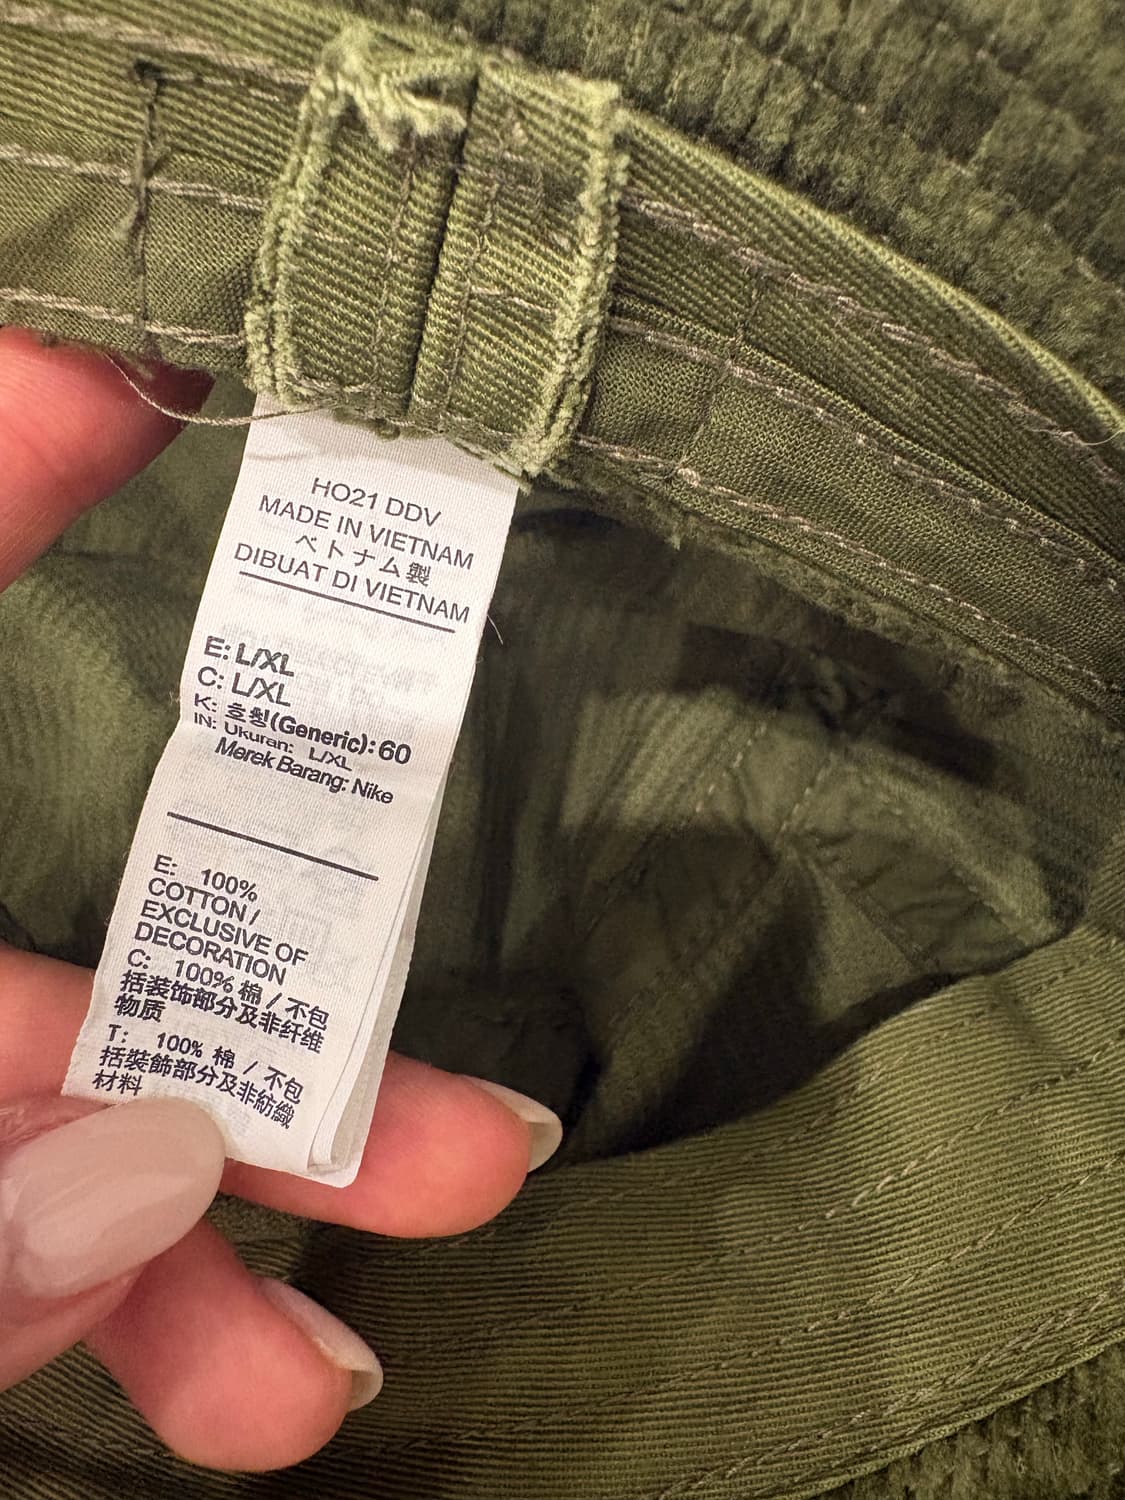 HO21 DDV
MADE IN VIETNAM
ベトナム製
DIBUAT DI VIETNAM
E: L/XL
C: L/XL
K: 호칭(Generic): 60
IN: Ukuran: L/XL
Merek Barang: Nike
E: 100%
COTTON /
EXCLUSIVE OF
DECORATION
C: 100% 棉 / 不包
括装饰部分及非纤维
物质
T: 100% 棉 / 不包
括裝飾部分及非紡織
材料